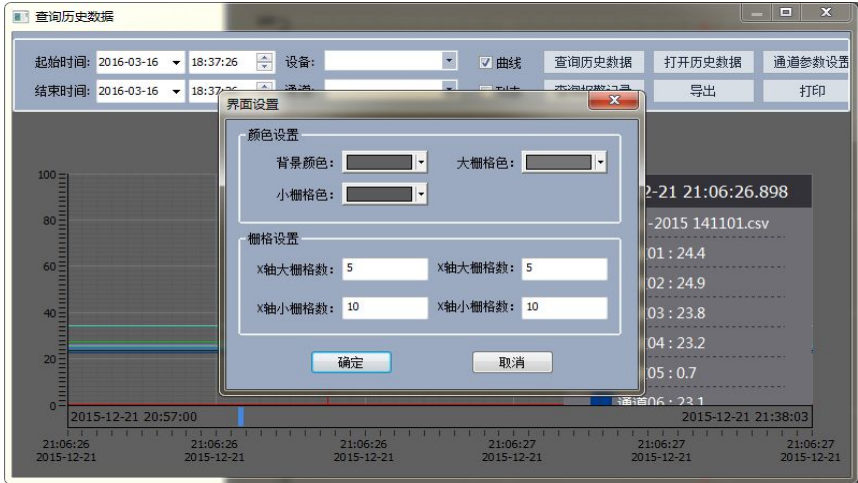 查询历史数据
起始时间: 2016-03-16 18:37:26 设备: 曲线 查询历史数据 打开历史数据 通道参数设置
结束时间: 2016-03-16 导出 打印
界面设置
颜色设置
背景颜色: 大栅格色:
小栅格色:
栅格设置
X轴大栅格数: 5 X轴大栅格数: 5
X轴小栅格数: 10 X轴小栅格数: 10
确定 取消
100
80
60
40
20
0
2-21 21:06:26.898
-2015 141101.csv
01 : 24.4
02 : 24.9
03 : 23.8
04 : 23.2
05 : 0.7
通道06 : 23.1
2015-12-21 20:57:00 2015-12-21 21:38:03
21:06:26 21:06:26 21:06:26 21:06:27 21:06:27 21:06:27
2015-12-21 2015-12-21 2015-12-21 2015-12-21 2015-12-21 2015-12-21